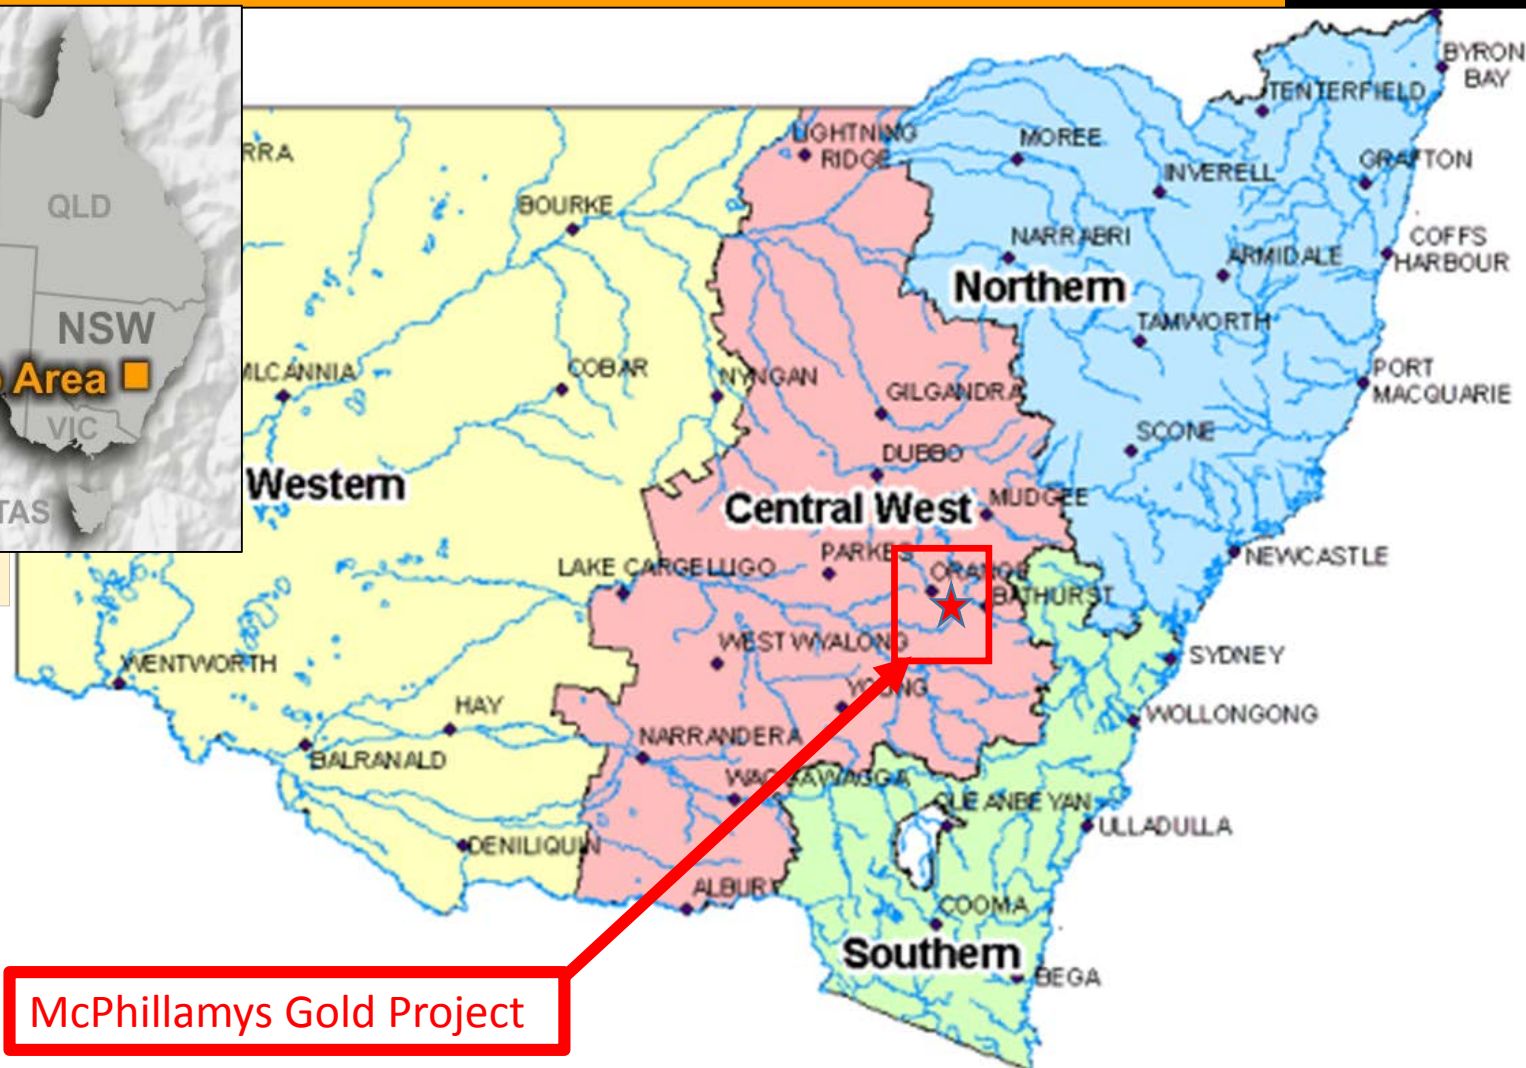 QLD
NSW
Area
VIC
TAS
RRA
BYRON
BAY
TENTERFIELD
LIGHTNING
RIDGE
MOREE
GRAFTON
INVERELL
BOURKE
NARRABRI
COFFS
HARBOUR
ARMIDALE
Northern
TAMWORTH
ILCANNIA
COBAR
NYNGAN
GILGANDRA
PORT
MACQUARIE
SCONE
DUBBO
Western
Central West
MUDGEE
PARKES
NEWCASTLE
LAKE CARGELLIGO
ORANGE
BATHURST
WEST WYALONG
SYDNEY
WENTWORTH
YOUNG
HAY
WOLLONGONG
NARRANDERA
BALRANALD
WAGGA WAGGA
QUEANBEYAN
ULLADULLA
DENILIQUIN
ALBURY
COOMA
Southern
BEGA
McPhillamys Gold Project